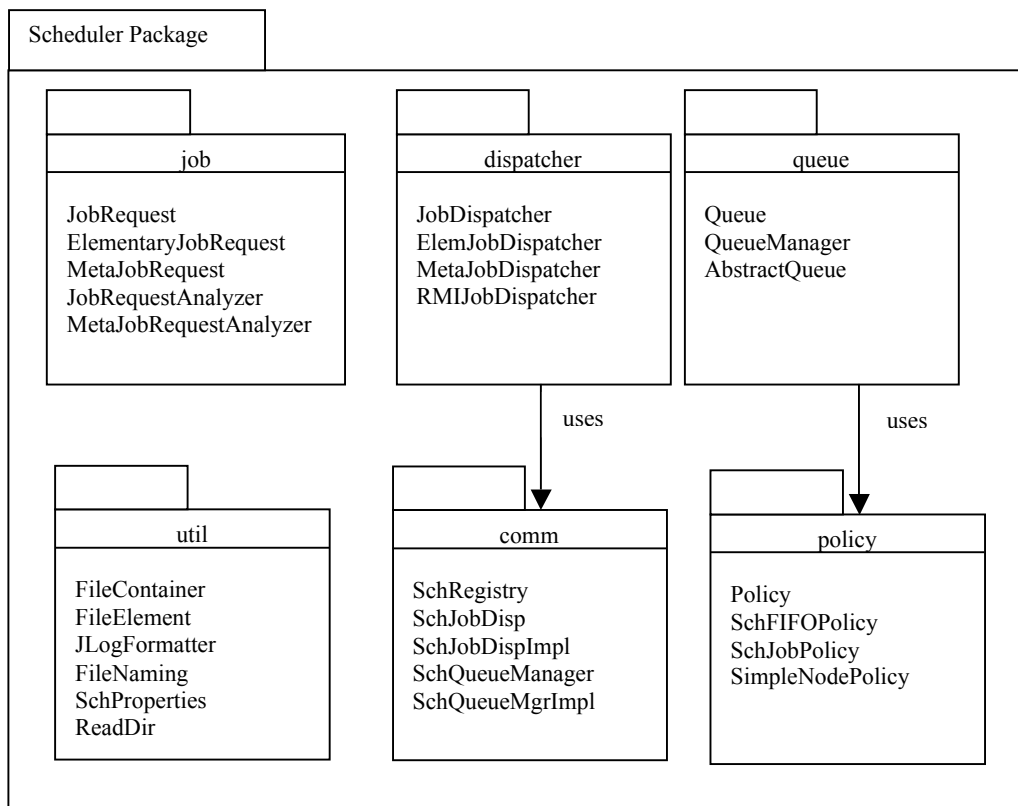 Scheduler Package
job
JobRequest
ElementaryJobRequest
MetaJobRequest
JobRequestAnalyzer
MetaJobRequestAnalyzer
dispatcher
JobDispatcher
ElemJobDispatcher
MetaJobDispatcher
RMIJobDispatcher
queue
Queue
QueueManager
AbstractQueue
uses
uses
util
FileContainer
FileElement
JLogFormatter
FileNaming
SchProperties
ReadDir
comm
SchRegistry
SchJobDisp
SchJobDispImpl
SchQueueManager
SchQueueMgrImpl
policy
Policy
SchFIFOPolicy
SchJobPolicy
SimpleNodePolicy